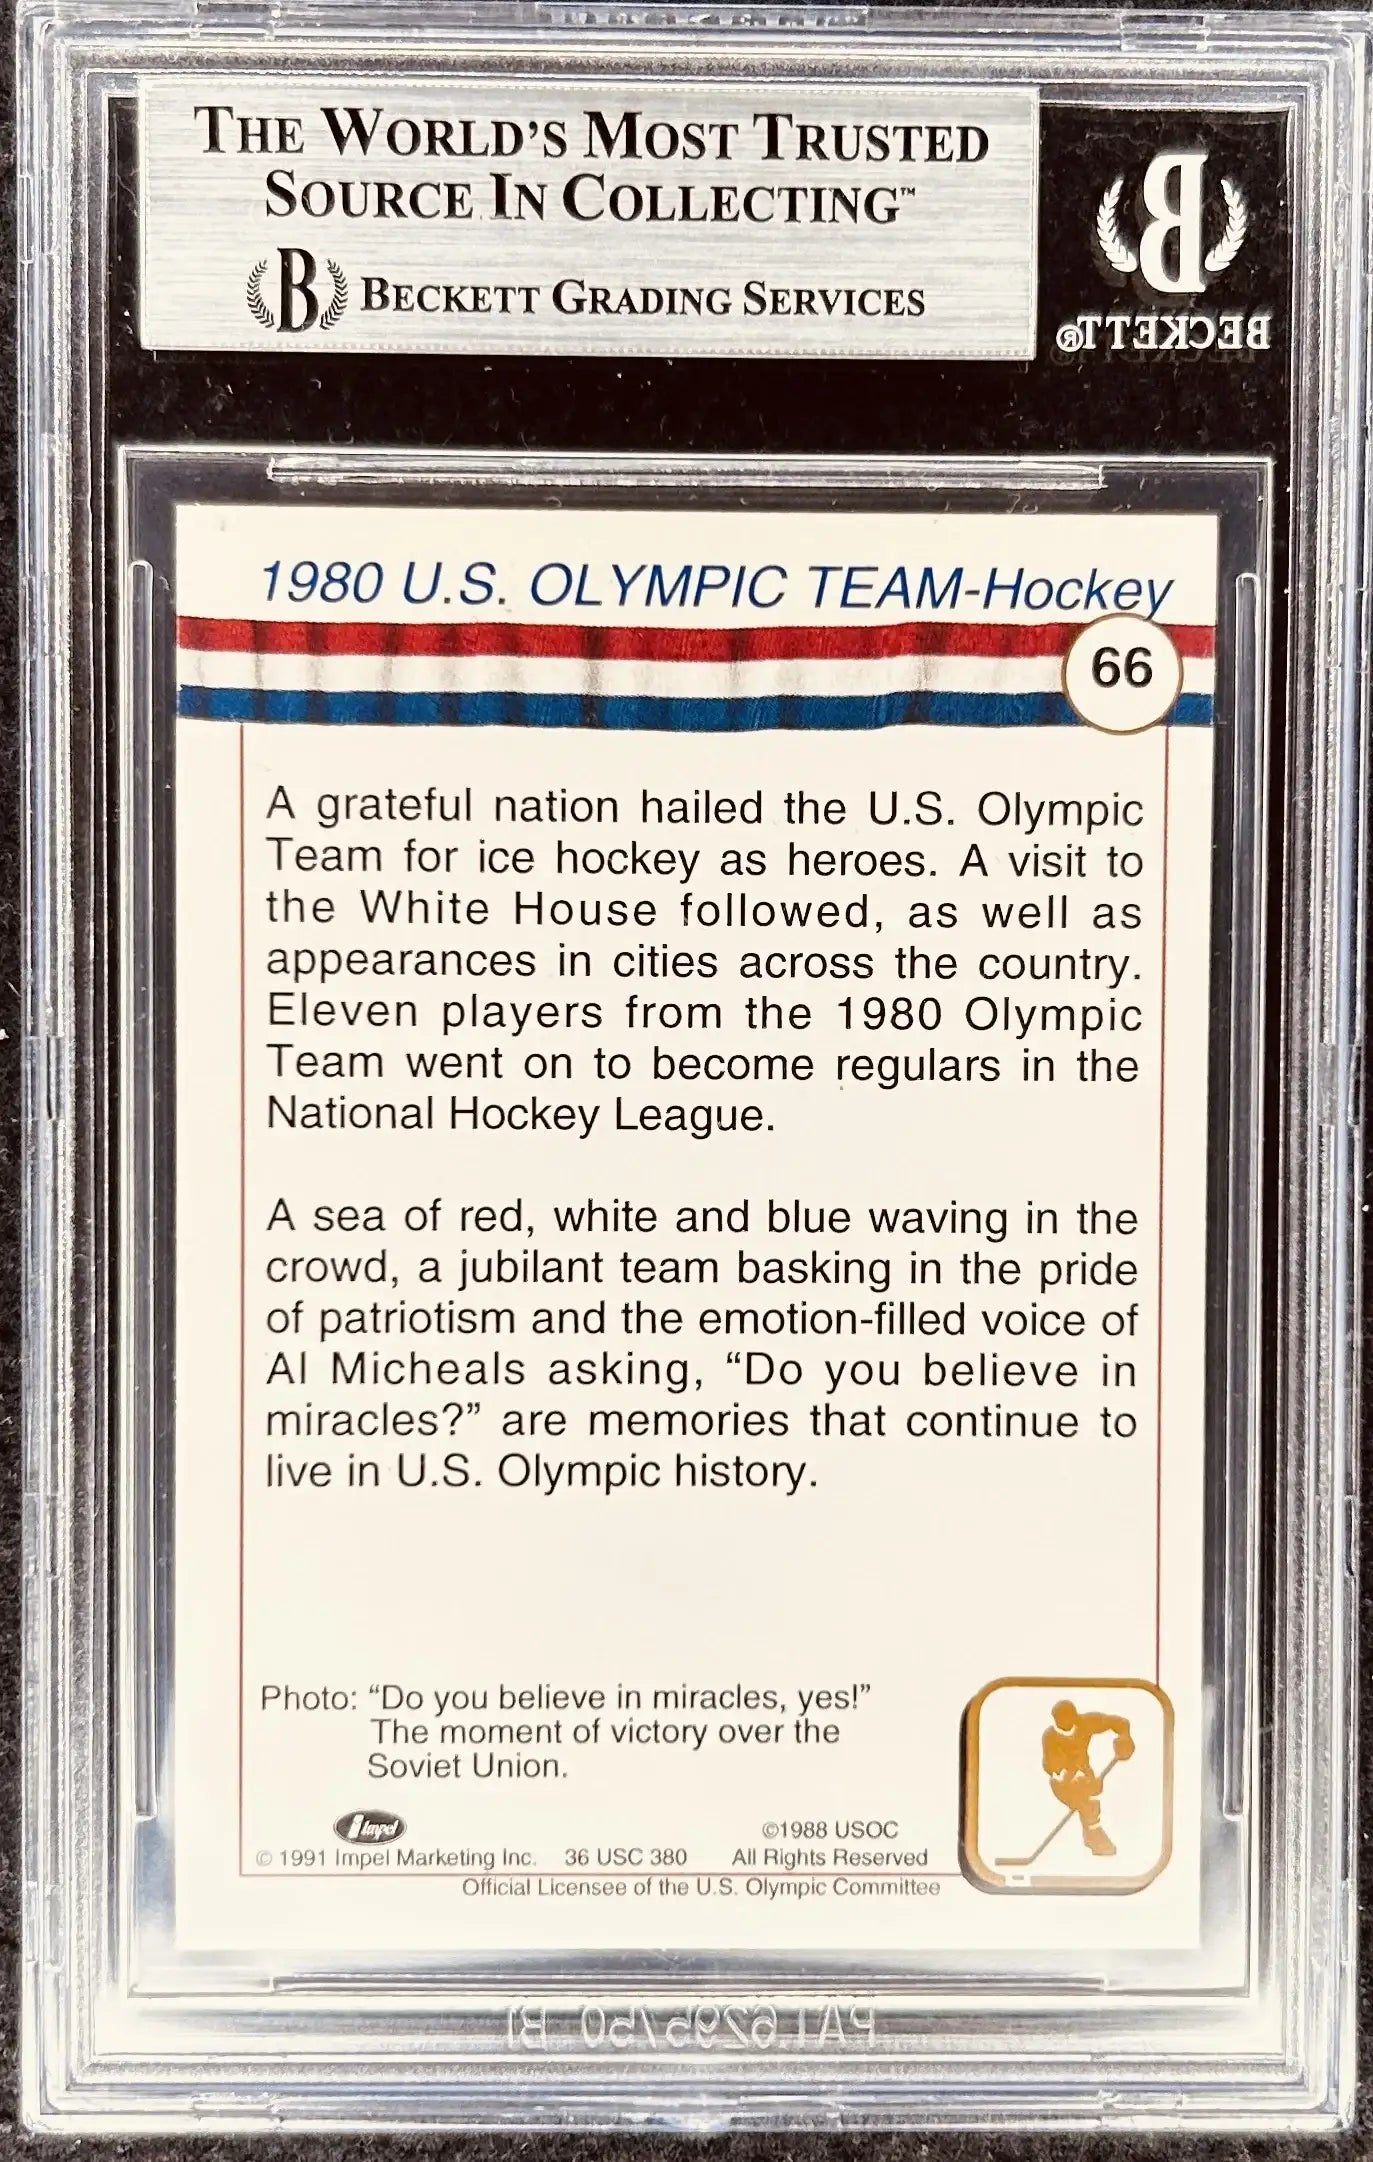 THE WORLD'S MOST TRUSTED
SOURCE IN COLLECTING™
B BECKETT GRADING SERVICES
B
BECKETT®
1980 U.S. OLYMPIC TEAM-Hockey
66
A grateful nation hailed the U.S. Olympic
Team for ice hockey as heroes. A visit to
the White House followed, as well as
appearances in cities across the country.
Eleven players from the 1980 Olympic
Team went on to become regulars in the
National Hockey League.
A sea of red, white and blue waving in the
crowd, a jubilant team basking in the pride
of patriotism and the emotion-filled voice of
Al Micheals asking, “Do you believe in
miracles?” are memories that continue to
live in U.S. Olympic history.
Photo: “Do you believe in miracles, yes!”
The moment of victory over the
Soviet Union.
Impel
©1988 USOC
© 1991 Impel Marketing Inc. 36 USC 380 All Rights Reserved
Official Licensee of the U.S. Olympic Committee